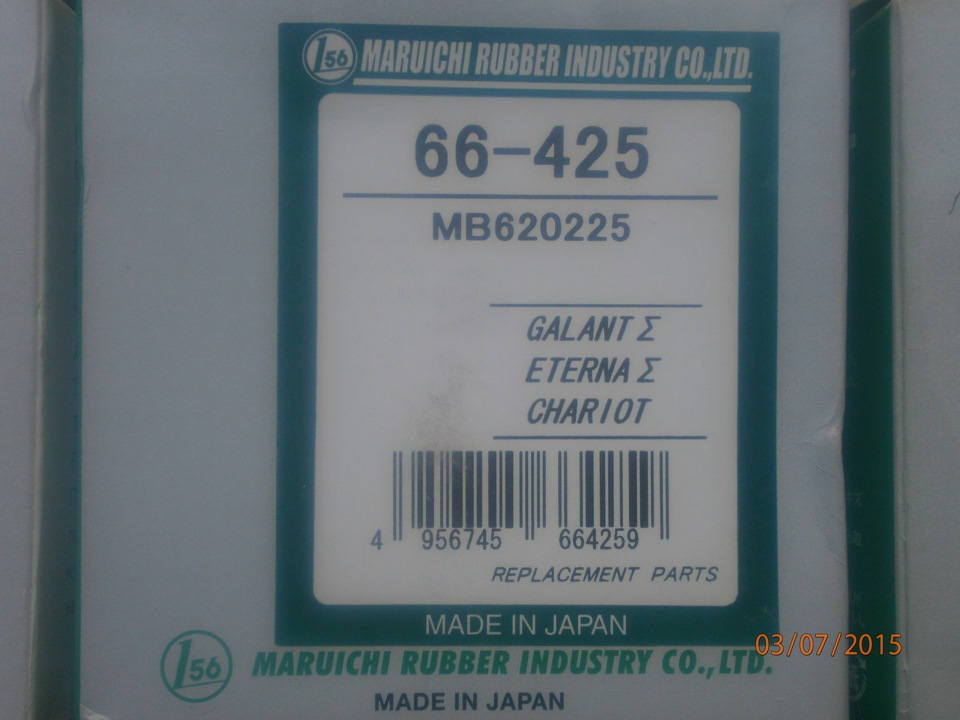 156 MARUICHI RUBBER INDUSTRY CO.,LTD.
66-425
MB620225
GALANT Σ
ETERNA Σ
CHARIOT
4 956745 664259
REPLACEMENT PARTS
MADE IN JAPAN
03/07/2015
156 MARUICHI RUBBER INDUSTRY CO.,LTD.
MADE IN JAPAN